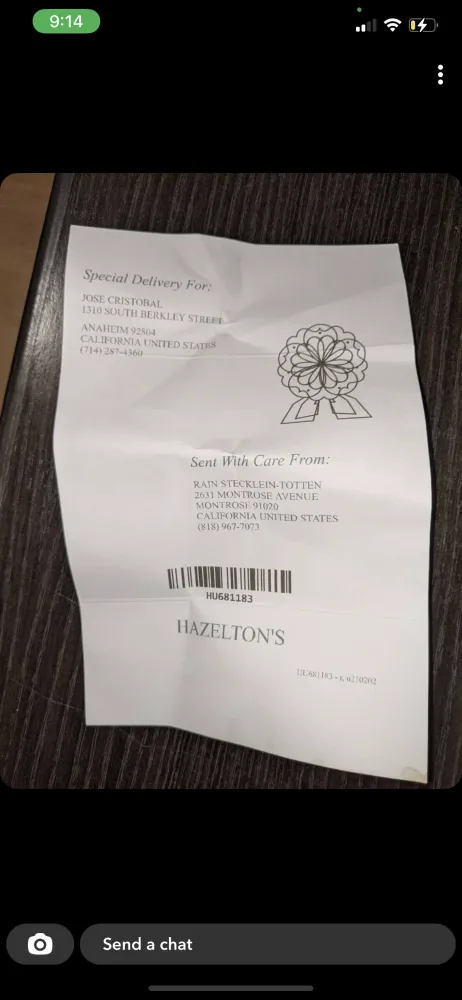 9:14
Special Delivery For:
JOSE CRISTOBAL
1310 SOUTH BERKLEY STREET
ANAHEIM 92804
CALIFORNIA UNITED STATES
(714) 287-4360
Sent With Care From:
RAIN STECKLEIN-TOTTEN
2631 MONTROSE AVENUE
MONTROSE 91020
CALIFORNIA UNITED STATES
(818) 967-7073
HU681183
HAZELTON'S
HU681183 -
Send a chat